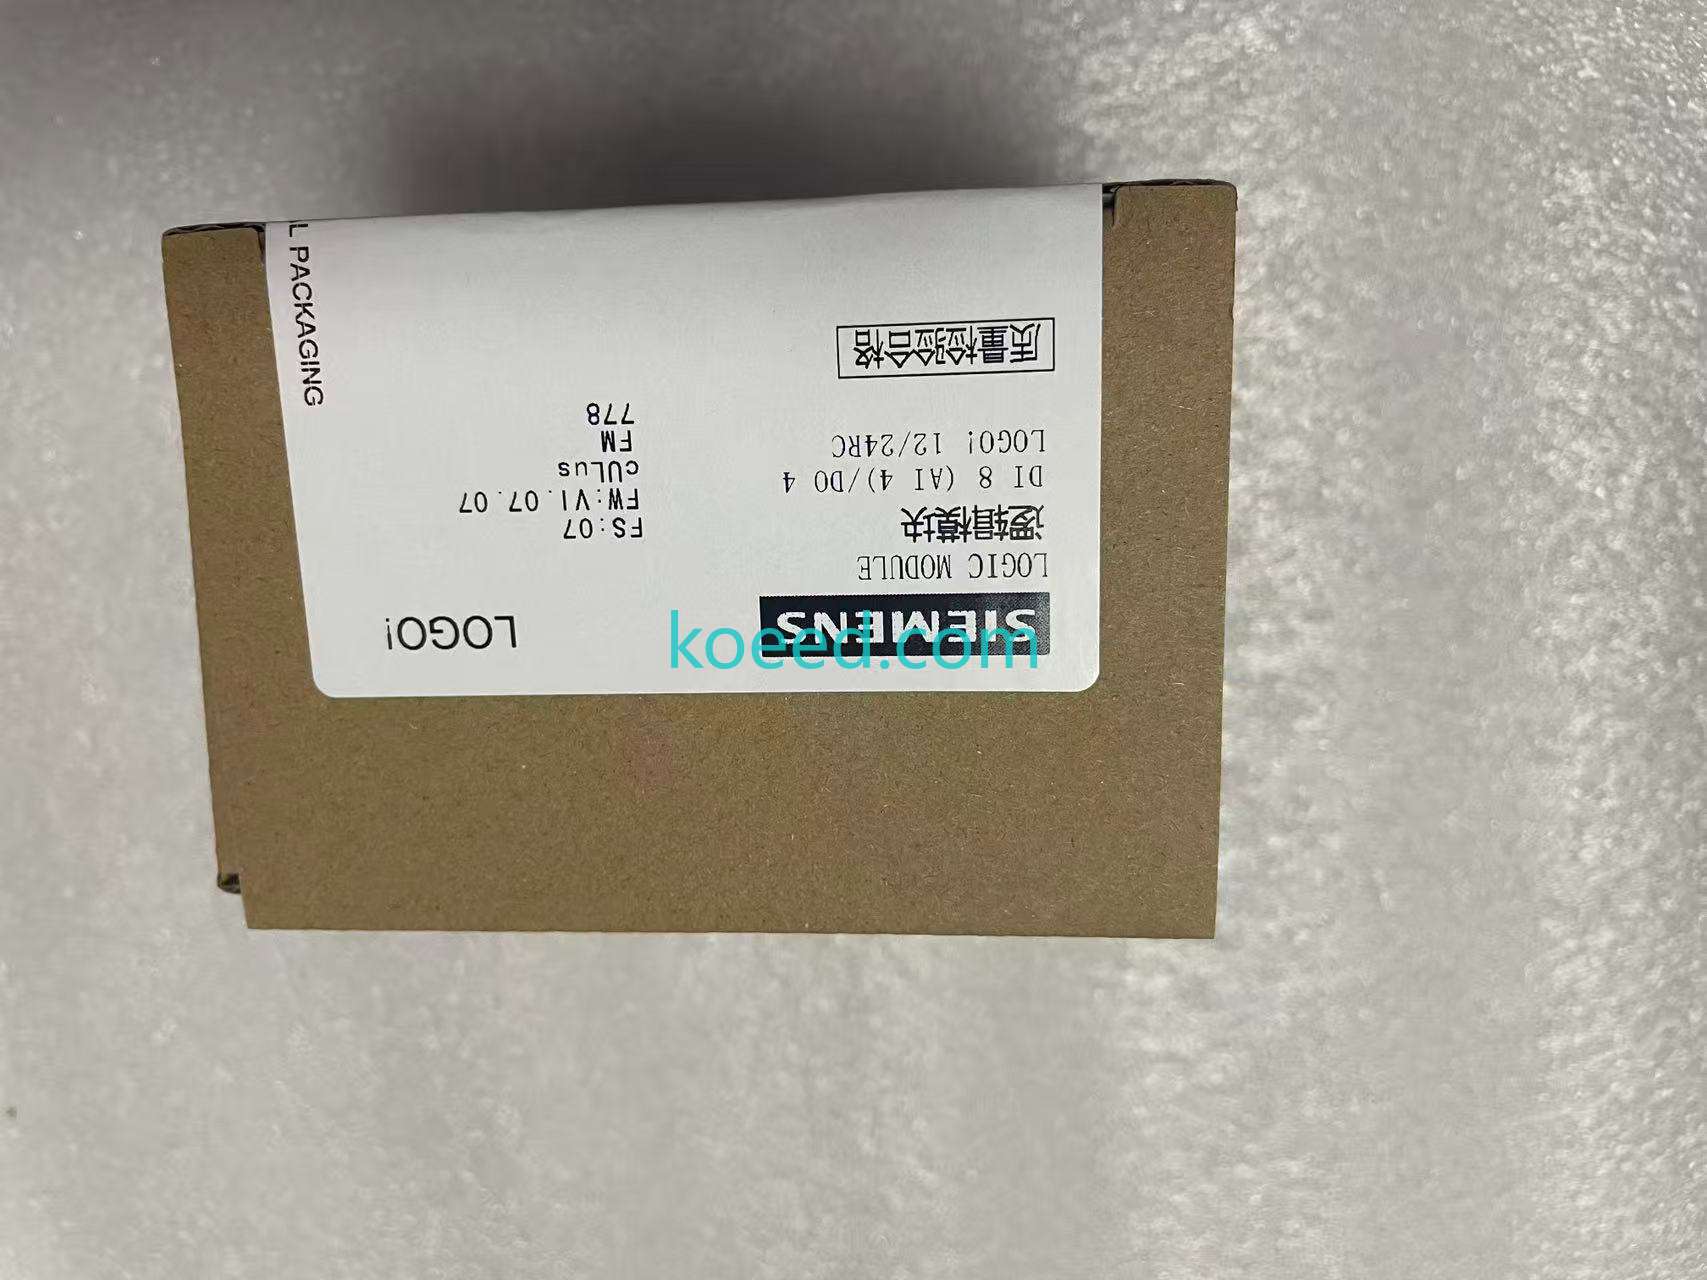 SIEMENS
LOGO!
LOGIC MODULE
逻辑模块
DI 8 (AI 4)/DO 4
LOGO! 12/24RC
FS:07
FW:V1.07.07
cULus
FM
778
质量检验合格
L PACKAGING
koeed.com